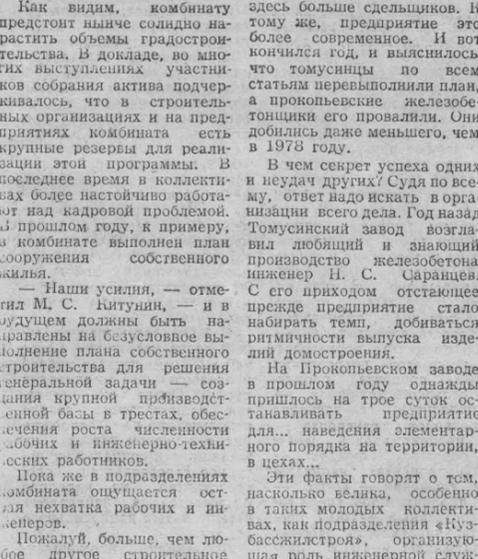 Как видим, комбинату
предстоит ныне солидно на-
растить объемы градострои-
тельства. В докладе, во мно-
гих выступлениях участни-
ков собрания актива подчер-
кивалось, что в строитель-
ных организациях и на пред-
приятиях комбината есть
крупные резервы для реали-
зации этой программы. В
последнее время в коллекти-
вах более настойчиво работа-
ют над кадровой проблемой.
В прошлом году, к примеру,
в комбинате выполнен план
сооружения собственного
жилья.
— Наши усилия, — отме-
тил М. С. Китунин, — и в
будущем должны быть на-
правлены на безусловное вы-
полнение плана собственного
строительства для решения
генеральной задачи — соз-
дания крупной производст-
венной базы в трестах, обес-
печения роста численности
рабочих и инженерно-техни-
ческих работников.
Пока же в подразделениях
комбината ощущается ост-
рая нехватка рабочих и ин-
женеров.
Пожалуй, больше, чем лю-
бое другое строительное
здесь больше сдельщиков. К
тому же, предприятие это
более современное. И вот
кончился год, и выяснилось
что томусинцы по всем
статьям перевыполнили план,
а прокопьевские железобе-
тонщики его провалили. Они
добились даже меньшего, чем
в 1978 году.
В чем секрет успеха одних
и неудач других? Судя по все-
му, ответ надо искать в орга-
низации всего дела. Год назад
Томусинский завод возгла-
вил любящий и знающий
производство железобетона
инженер Н. С. Саранцев.
С его приходом отстающее
прежде предприятие стало
набирать темп, добиваться
ритмичности выпуска изде-
лий домостроения.
На Прокопьевском заводе
в прошлом году однажды
пришлось на трое суток ос-
танавливать предприятие
для... наведения элементар-
ного порядка на территории,
в цехах...
Эти факты говорят о том,
насколько велика, особенно
в таких молодых коллекти-
вах, как подразделения «Куз-
бассжилстроя», организую-
щая роль инженерной служ-